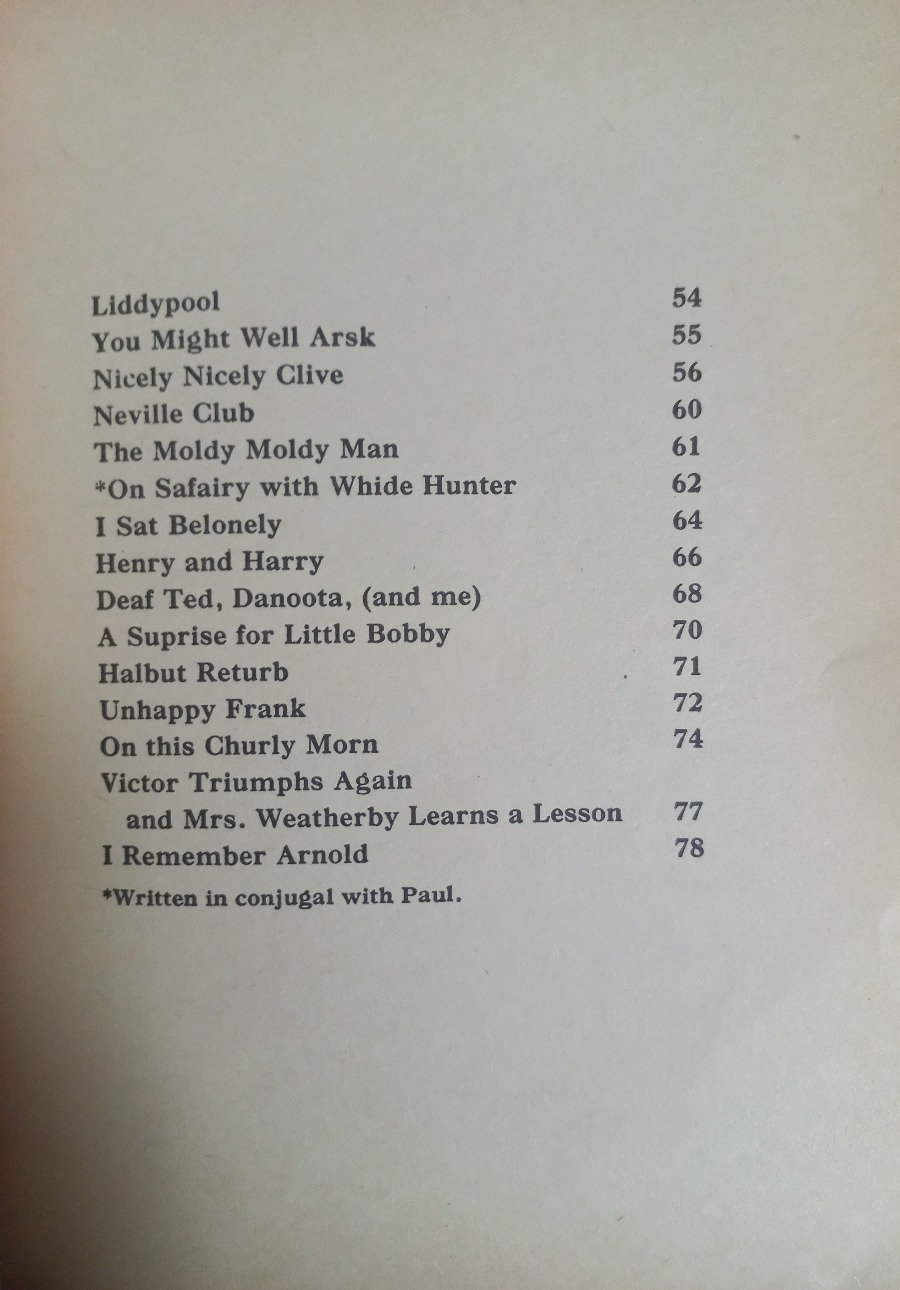 Liddypool 54
You Might Well Arsk 55
Nicely Nicely Clive 56
Neville Club 60
The Moldy Moldy Man 61
*On Safairy with Whide Hunter 62
I Sat Belonely 64
Henry and Harry 66
Deaf Ted, Danoota, (and me) 68
A Suprise for Little Bobby 70
Halbut Returb 71
Unhappy Frank 72
On this Churly Morn 74
Victor Triumphs Again
and Mrs. Weatherby Learns a Lesson 77
I Remember Arnold 78
*Written in conjugal with Paul.